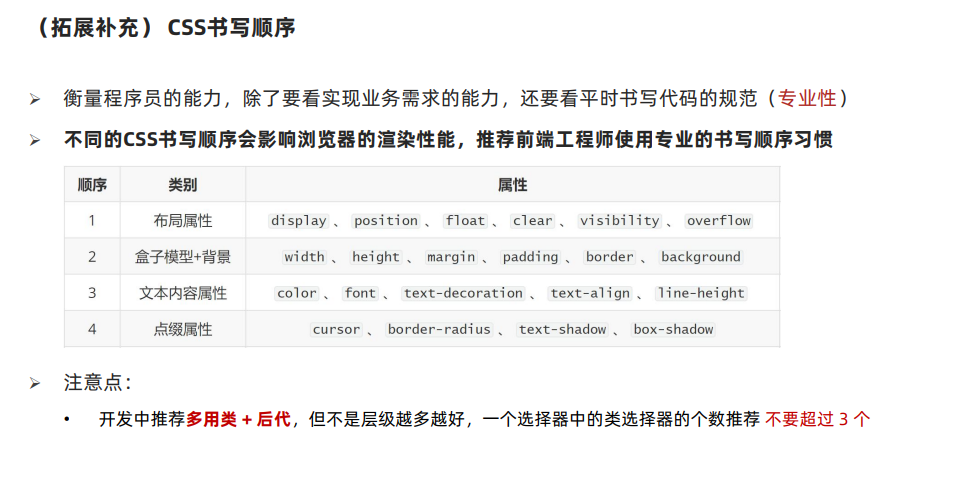 （拓展补充） CSS书写顺序
➢ 衡量程序员的能力，除了要看实现业务需求的能力，还要看平时书写代码的规范（专业性）
➢ 不同的CSS书写顺序会影响浏览器的渲染性能，推荐前端工程师使用专业的书写顺序习惯
顺序 类别 属性
1 布局属性 display 、 position 、 float 、 clear 、 visibility 、 overflow
2 盒子模型+背景 width 、 height 、 margin 、 padding 、 border 、 background
3 文本内容属性 color 、 font 、 text-decoration 、 text-align 、 line-height
4 点缀属性 cursor 、 border-radius 、 text-shadow 、 box-shadow
➢ 注意点：
• 开发中推荐多用类 + 后代，但不是层级越多越好，一个选择器中的类选择器的个数推荐 不要超过 3 个